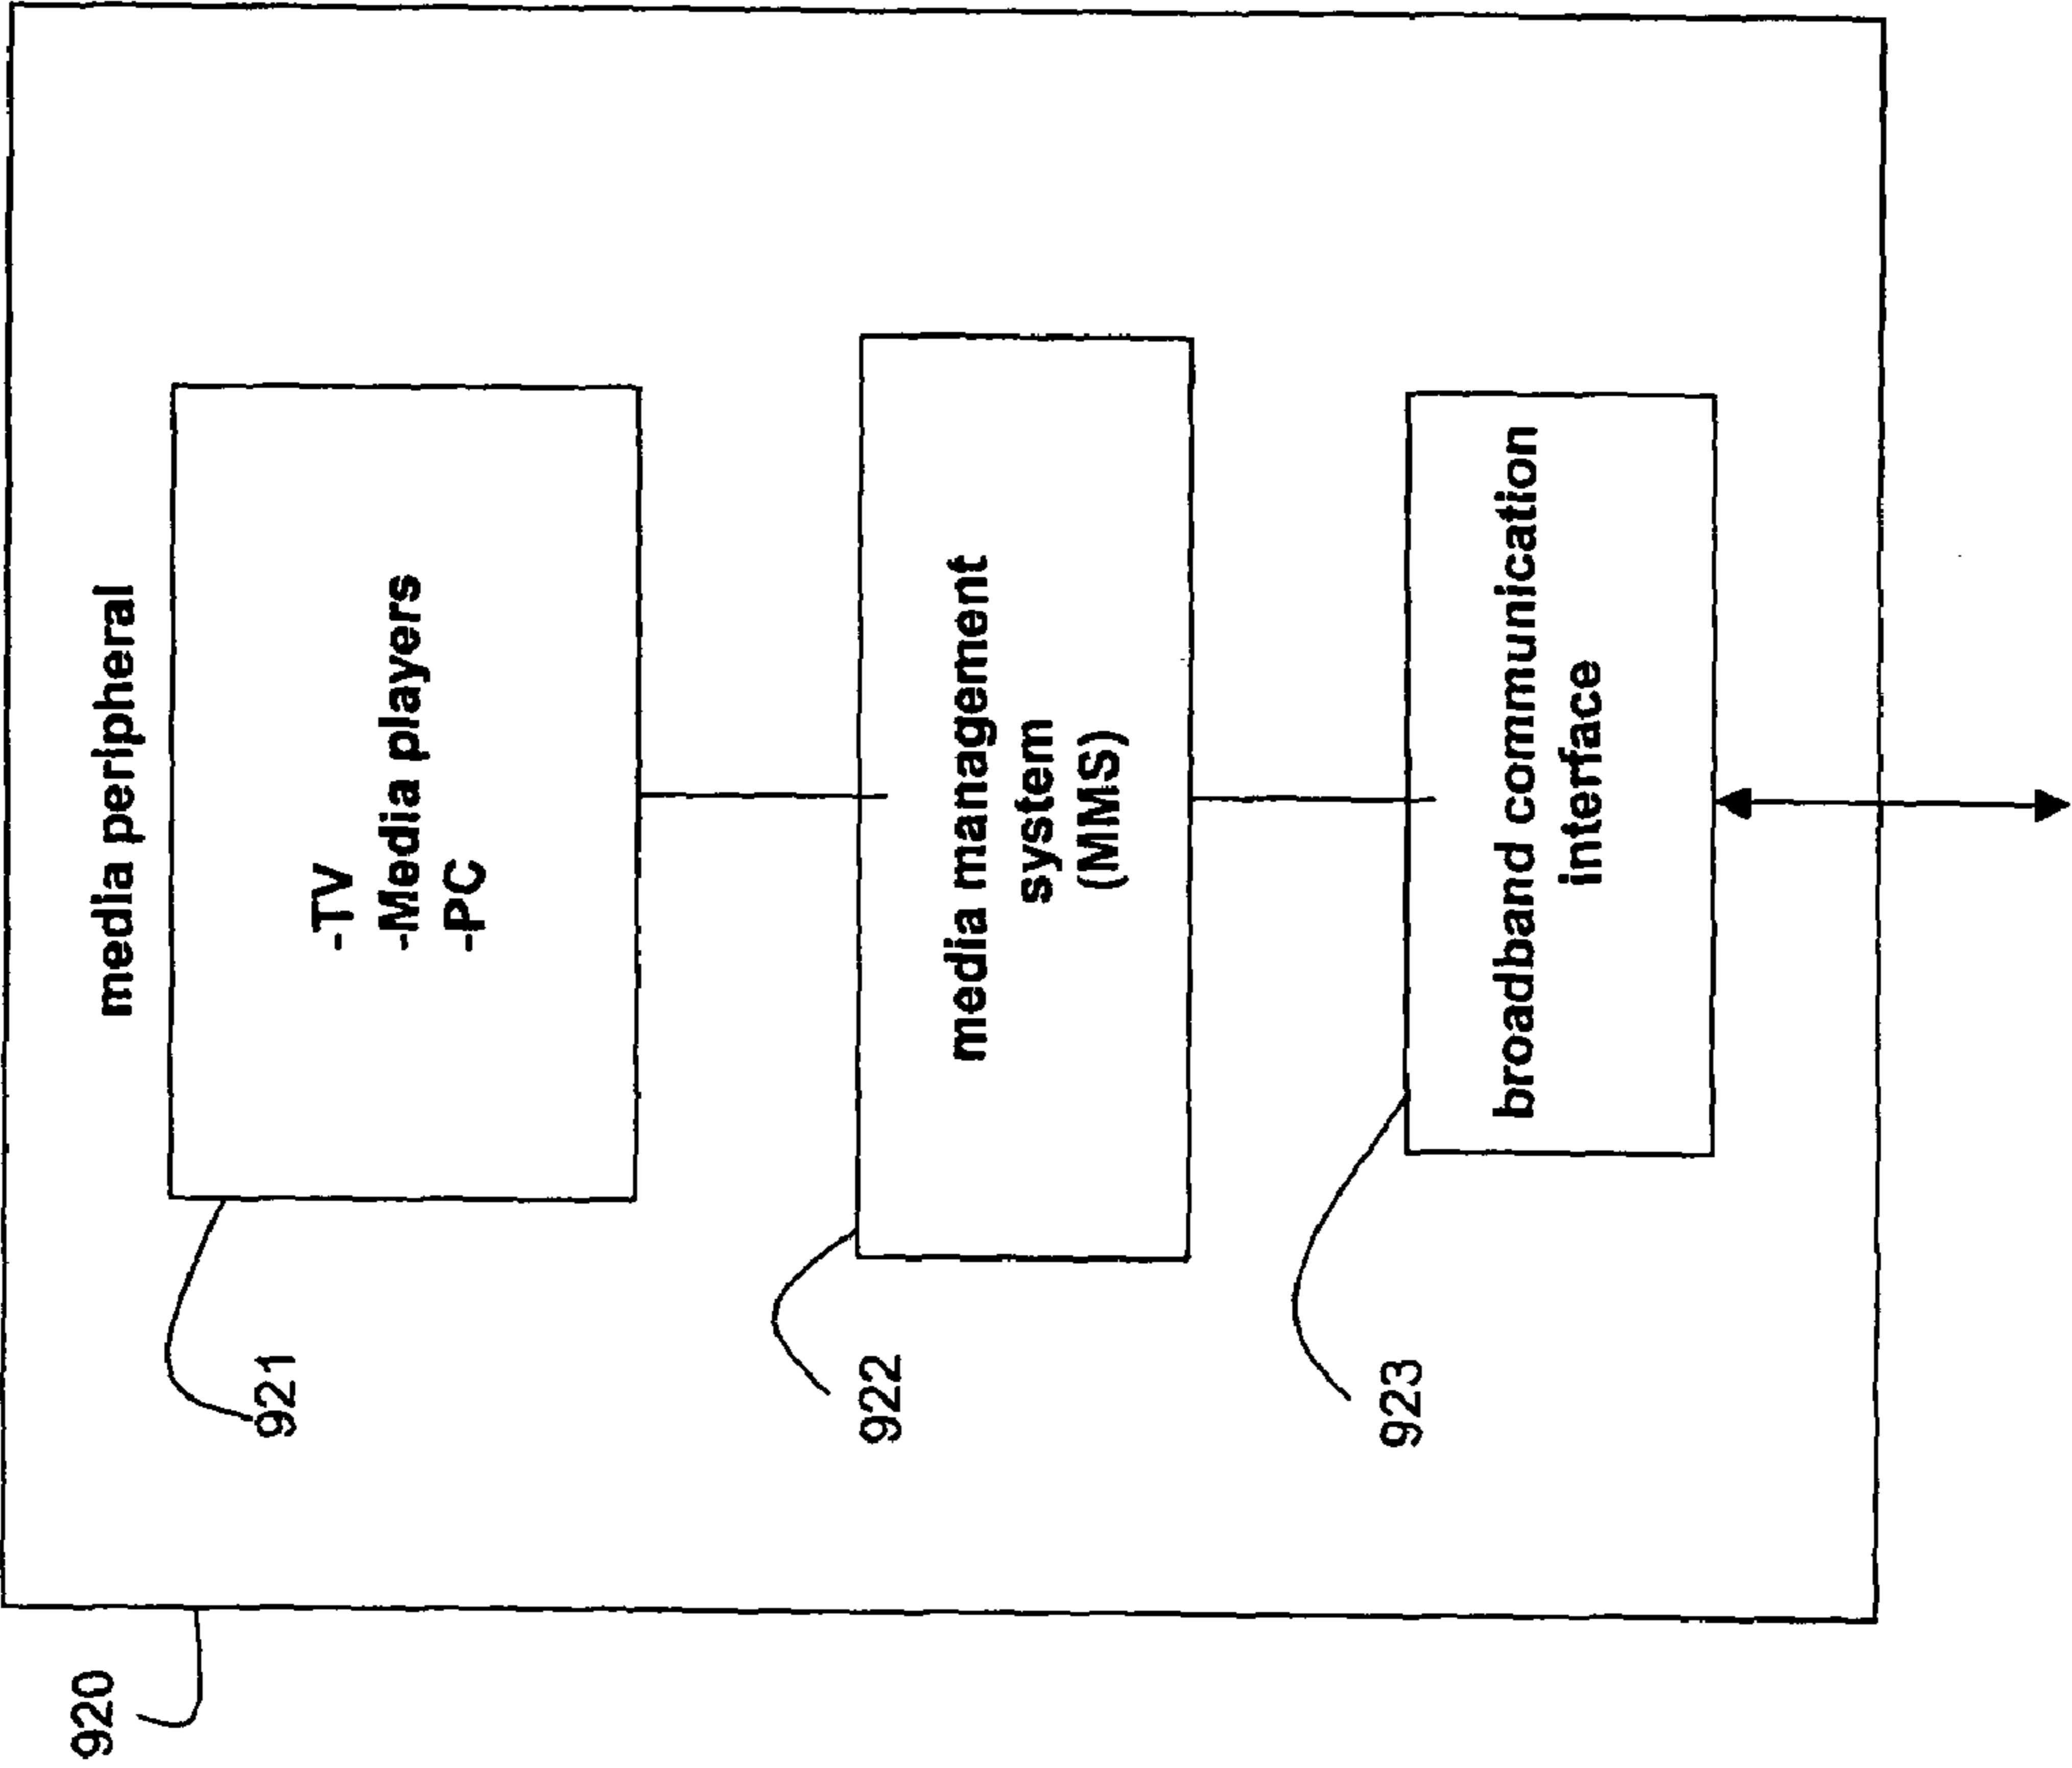 media peripheral
-TV
-Media players
-PC
921
media management
system
(MMS)
922
broadband communication
interface
923
920